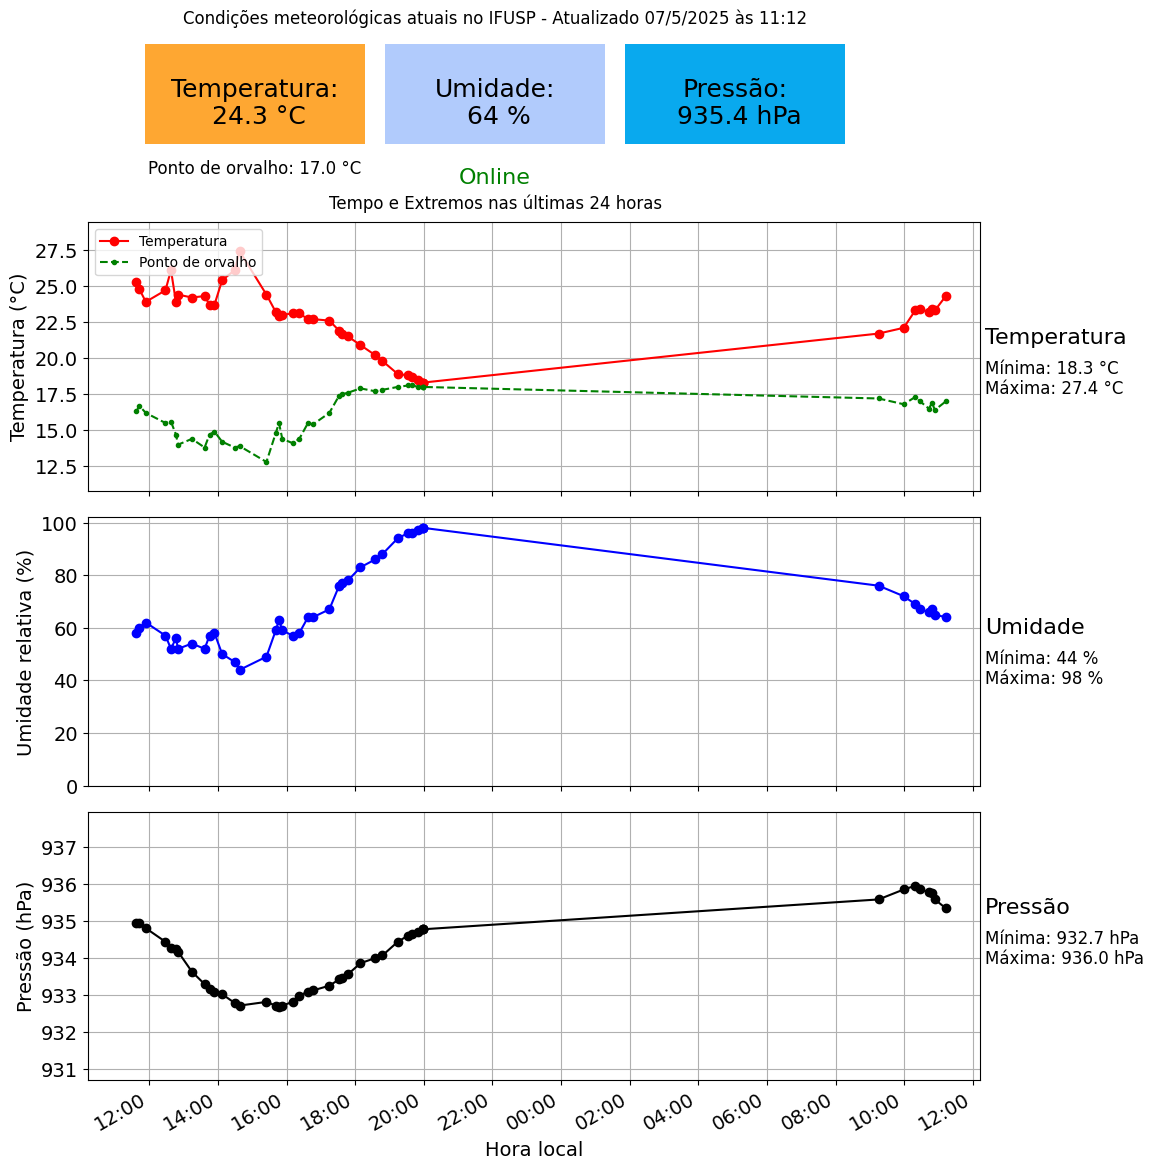 Condições meteorológicas atuais no IFUSP - Atualizado 07/5/2025 às 11:12
Temperatura:
24.3 °C
Umidade:
64 %
Pressão:
935.4 hPa
Ponto de orvalho: 17.0 °C
Online
Tempo e Extremos nas últimas 24 horas
Temperatura (°C)
27.5
25.0
22.5
20.0
17.5
15.0
12.5
Temperatura
Ponto de orvalho
Temperatura
Mínima: 18.3 °C
Máxima: 27.4 °C
Umidade relativa (%)
100
80
60
40
20
0
Umidade
Mínima: 44 %
Máxima: 98 %
Pressão (hPa)
937
936
935
934
933
932
931
Pressão
Mínima: 932.7 hPa
Máxima: 936.0 hPa
12:00 14:00 16:00 18:00 20:00 22:00 00:00 02:00 04:00 06:00 08:00 10:00 12:00
Hora local